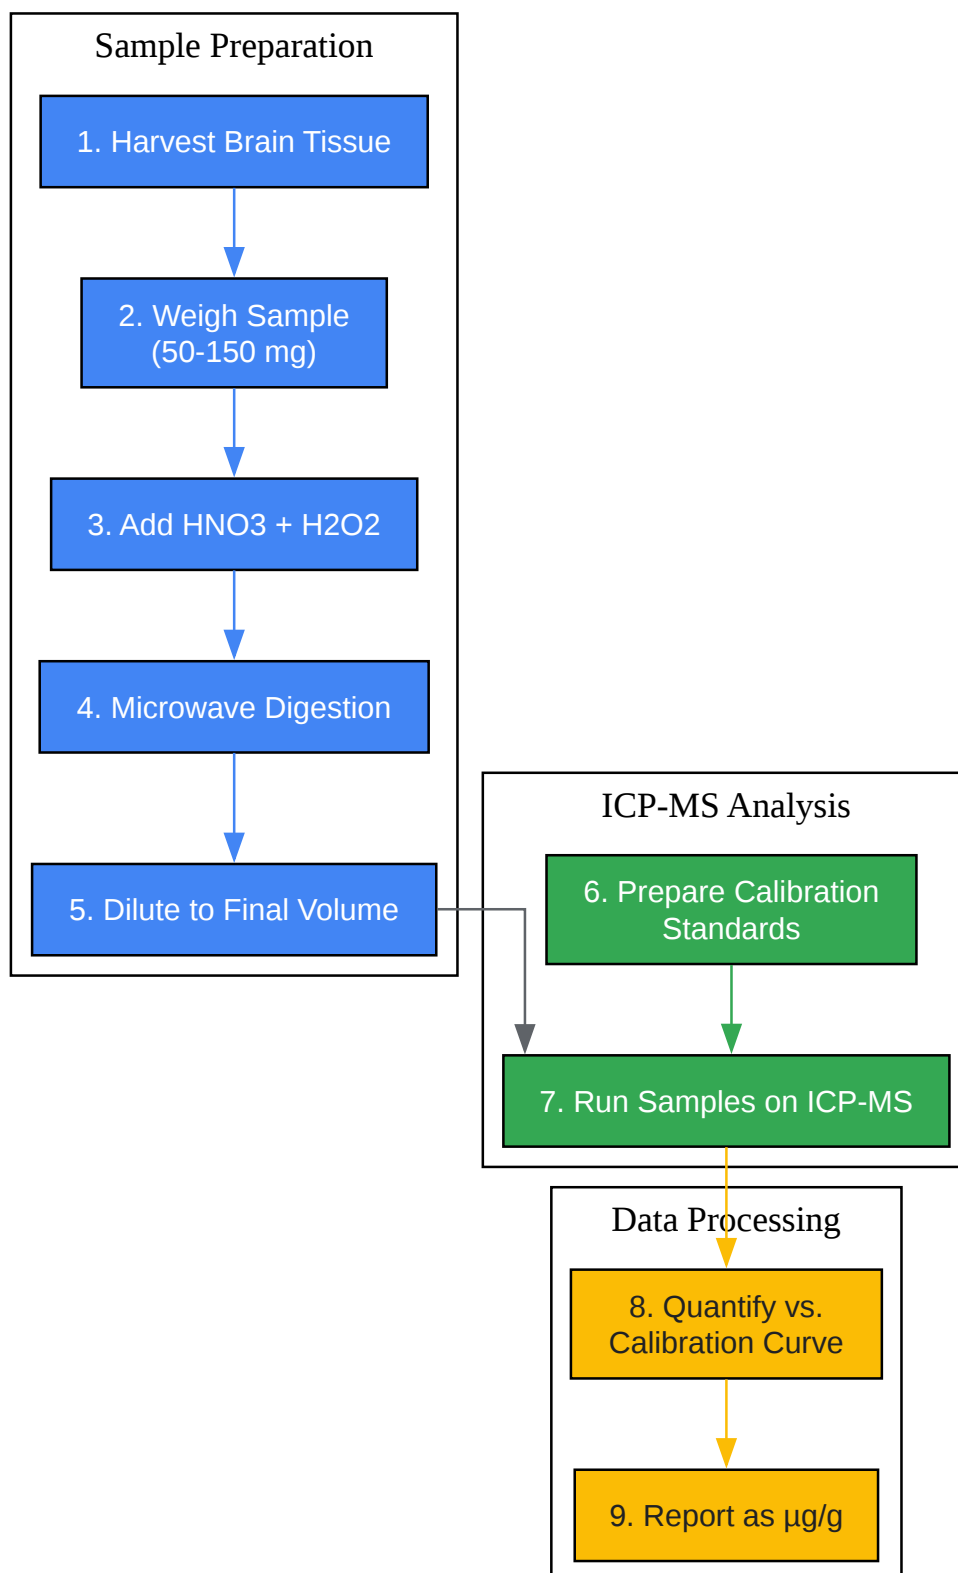 Sample Preparation
1. Harvest Brain Tissue
2. Weigh Sample
(50-150 mg)
3. Add HNO3 + H2O2
4. Microwave Digestion
5. Dilute to Final Volume
ICP-MS Analysis
6. Prepare Calibration
Standards
7. Run Samples on ICP-MS
Data Processing
8. Quantify vs.
Calibration Curve
9. Report as µg/g